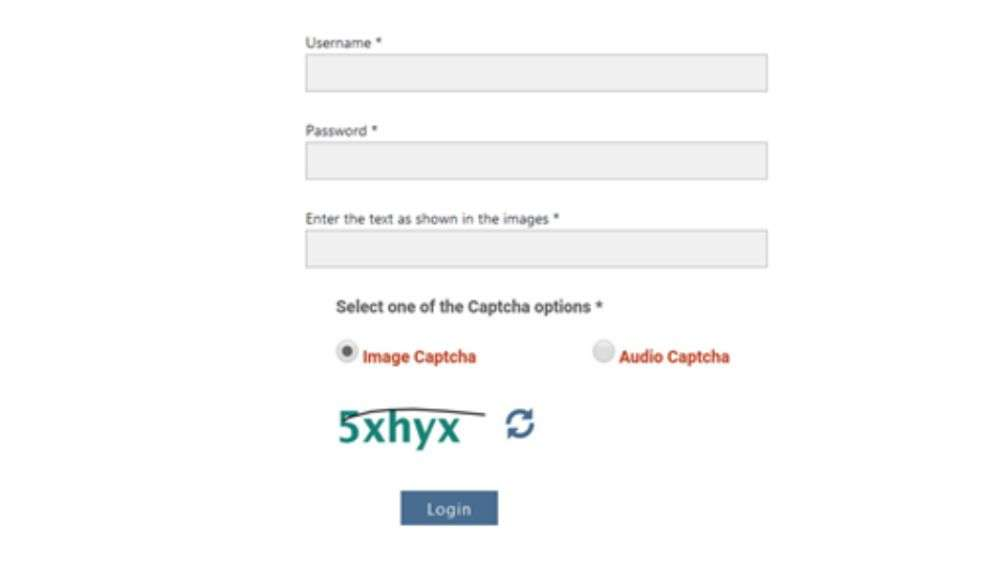 Username *
Password *
Enter the text as shown in the images *
Select one of the Captcha options *
Image Captcha Audio Captcha
5xhyx
Login